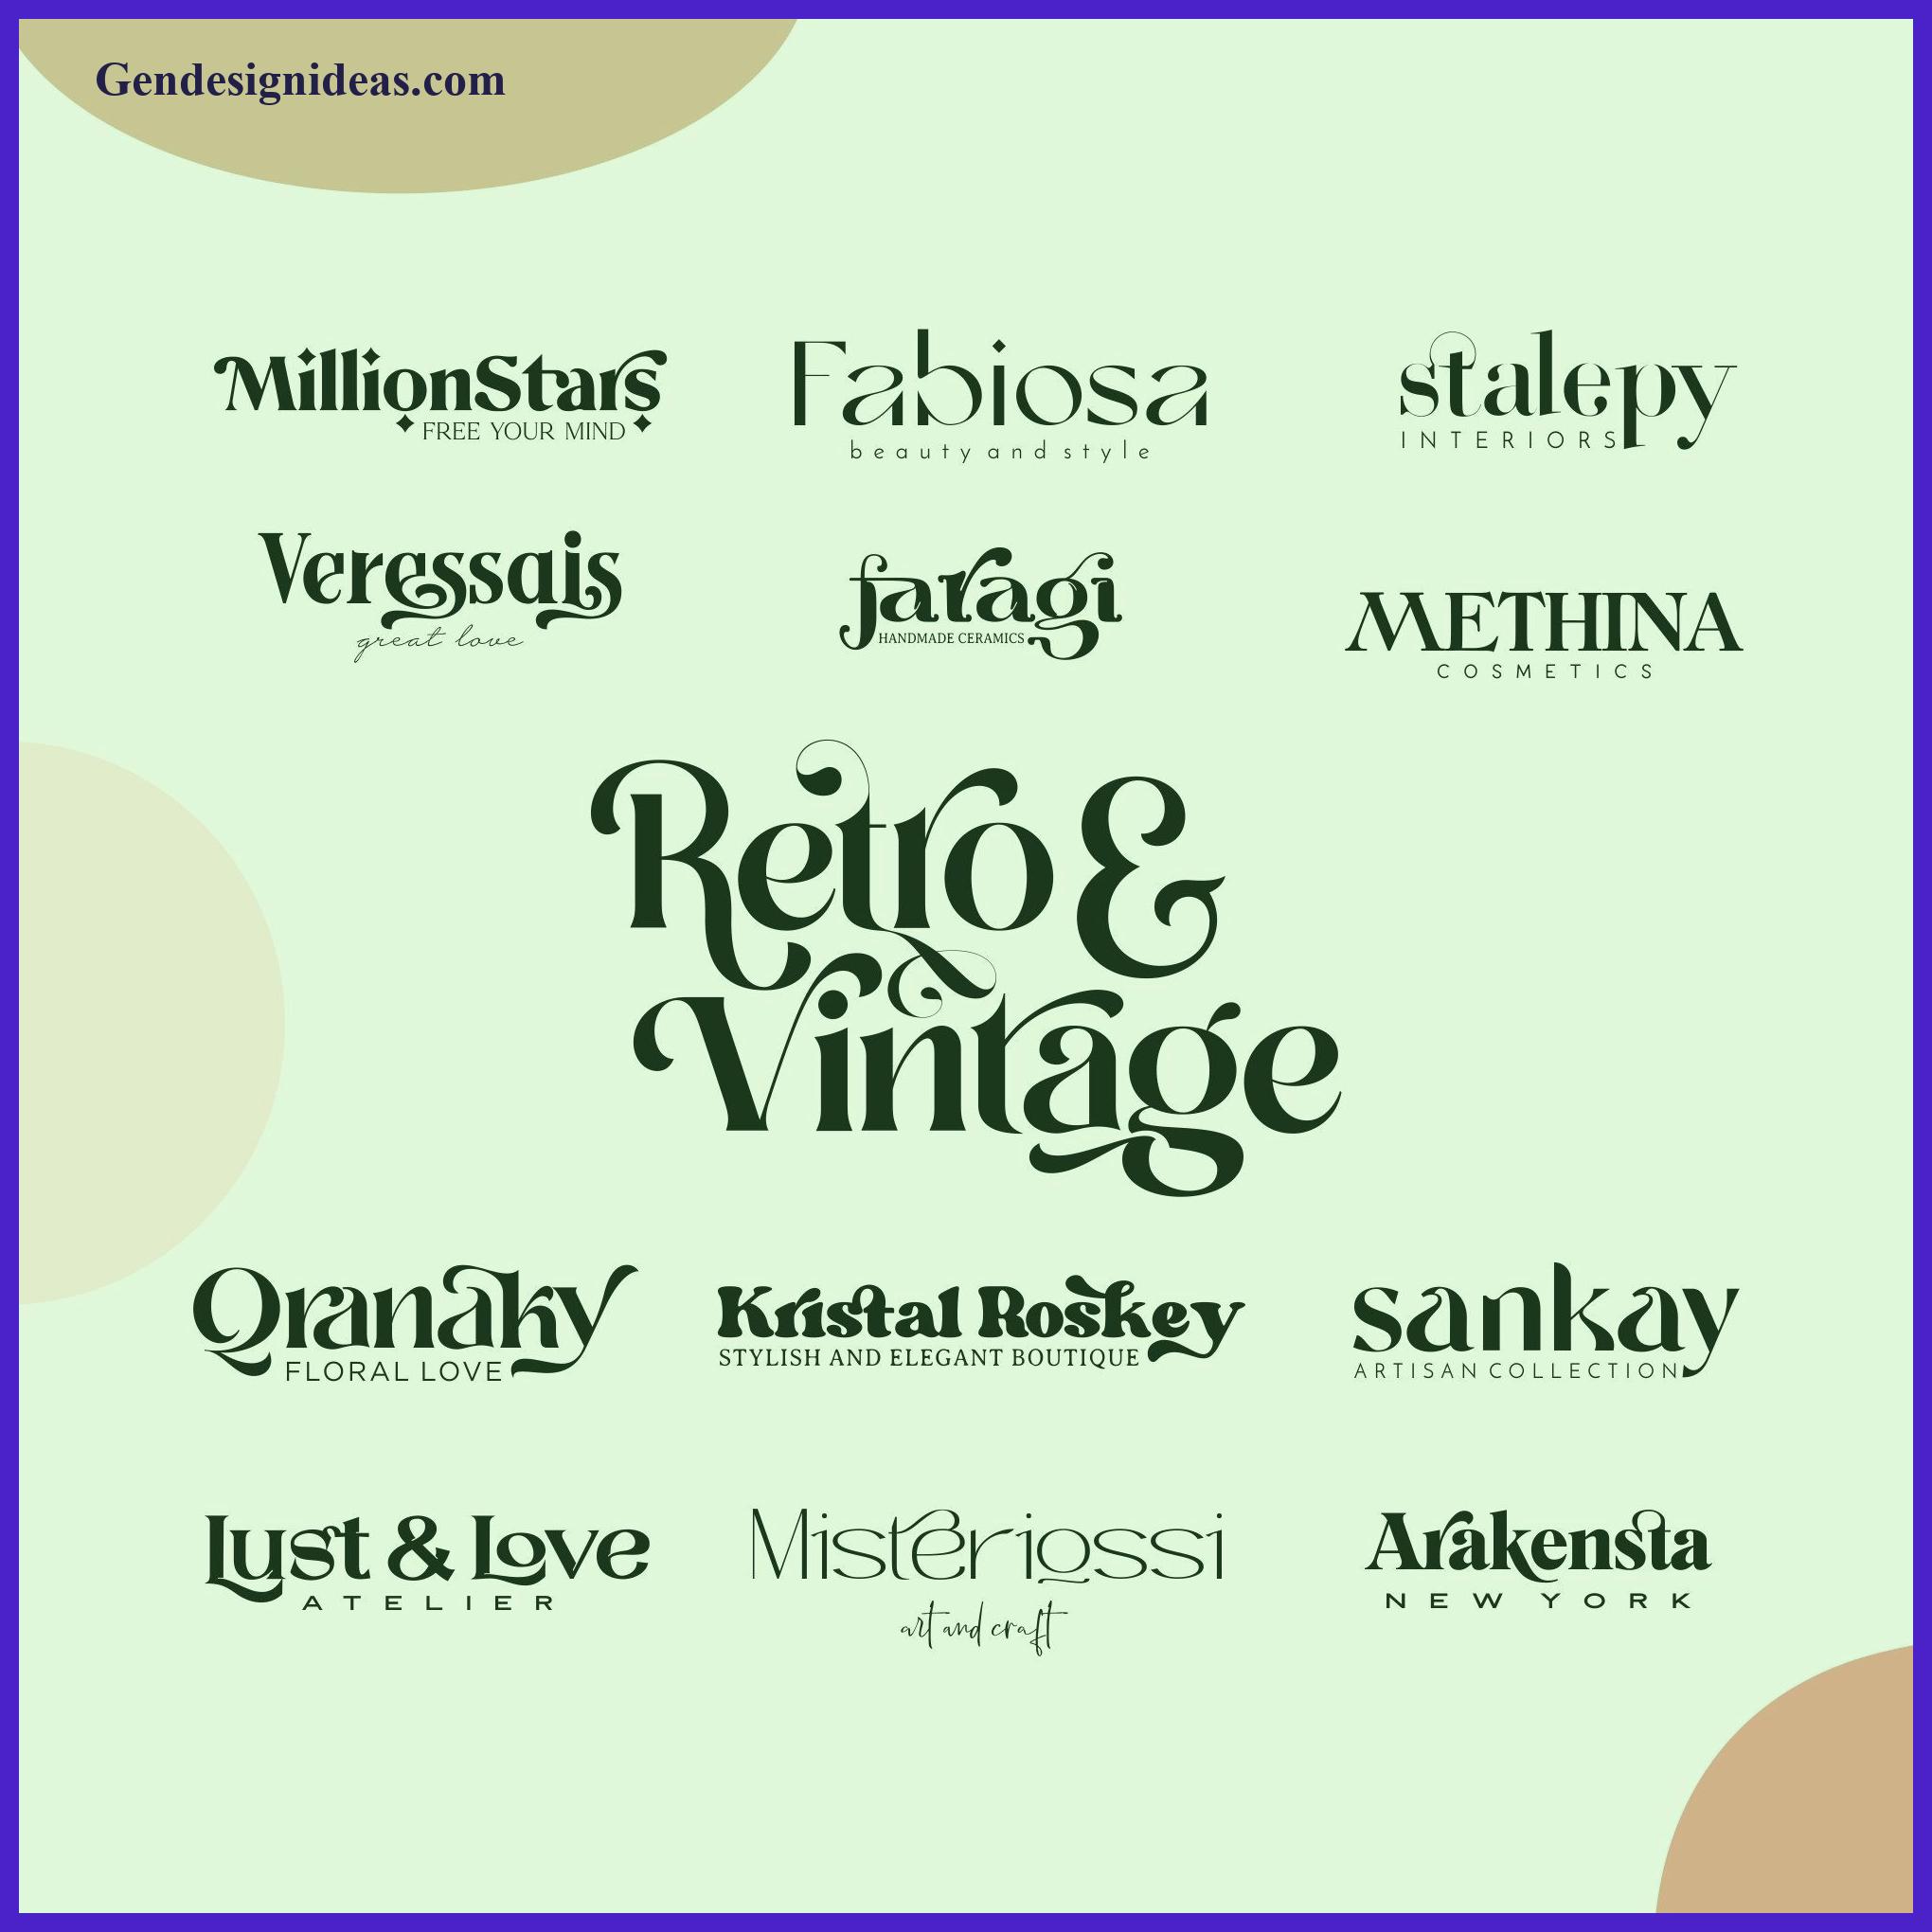 Gendesignideas.com
MillionStars
FREE YOUR MIND
Fabiosa
beauty and style
stalepy
INTERIORS
Veressais
great love
jaragi
HANDMADE CERAMICS
METHINA
COSMETICS
Retro &
Vintage
Qranaky
FLORAL LOVE
Kristal Roskey
STYLISH AND ELEGANT BOUTIQUE
sankay
ARTISAN COLLECTION
Lust & Love
ATELIER
Misteriossi
art and craft
Arakensta
NEW YORK